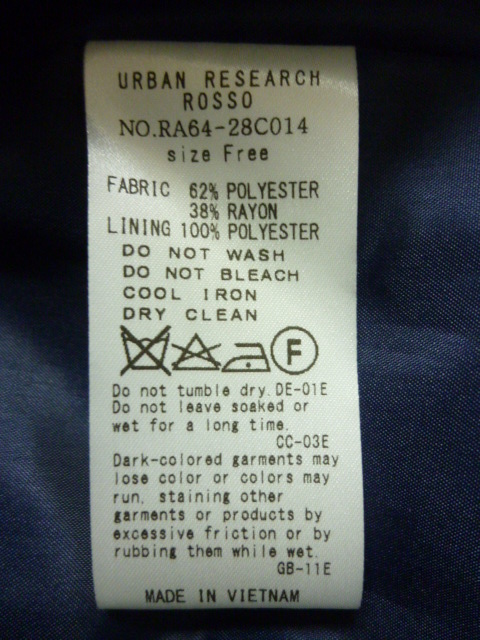 URBAN RESEARCH
ROSSO
NO.RA64-28C014
size Free
FABRIC 62% POLYESTER
38% RAYON
LINING 100% POLYESTER
DO NOT WASH
DO NOT BLEACH
COOL IRON
DRY CLEAN
F
Do not tumble dry. DE-01E
Do not leave soaked or
wet for a long time.
CC-03E
Dark-colored garments may
lose color or colors may
run, staining other
garments or products by
excessive friction or by
rubbing them while wet.
GB-11E
MADE IN VIETNAM